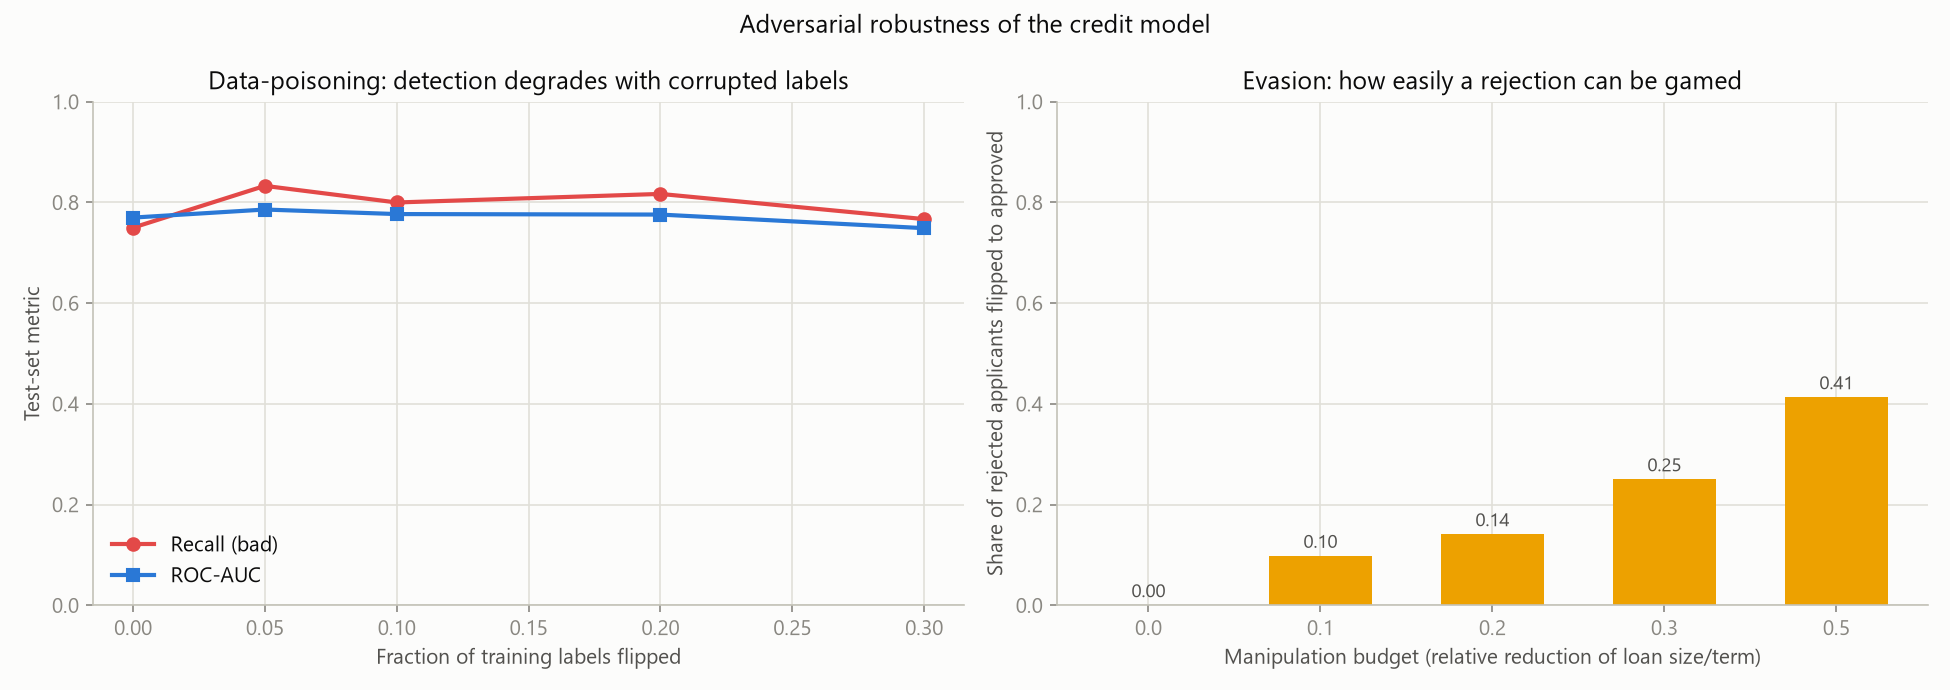 Adversarial robustness of the credit model
Data-poisoning: detection degrades with corrupted labels
Test-set metric
1.0
0.8
0.6
0.4
0.2
0.0
Recall (bad)
ROC-AUC
0.00 0.05 0.10 0.15 0.20 0.25 0.30
Fraction of training labels flipped
Evasion: how easily a rejection can be gamed
Share of rejected applicants flipped to approved
1.0
0.8
0.6
0.4
0.2
0.0
0.00
0.10
0.14
0.25
0.41
0.0 0.1 0.2 0.3 0.5
Manipulation budget (relative reduction of loan size/term)